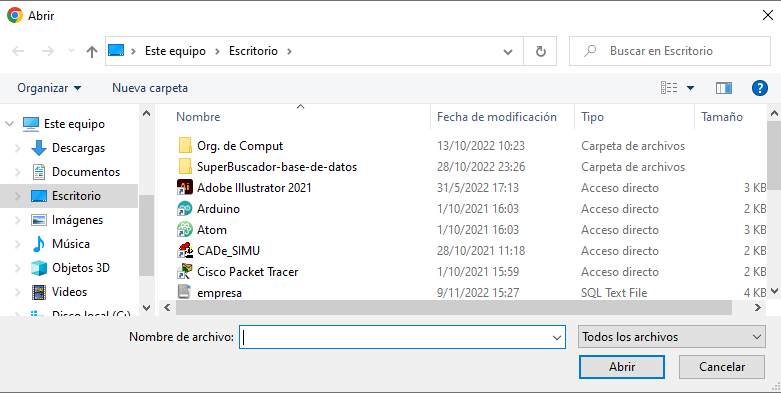 Abrir
Este equipo > Escritorio >
Buscar en Escritorio
Organizar
Nueva carpeta
Este equipo
Descargas
Documentos
Escritorio
Imágenes
Música
Objetos 3D
Videos
Disco local (C:)
Nombre Fecha de modificación Tipo Tamaño
Org. de Comput 13/10/2022 10:23 Carpeta de archivos
SuperBuscador-base-de-datos 28/10/2022 23:26 Carpeta de archivos
Adobe Illustrator 2021 31/5/2022 17:13 Acceso directo 3 KB
Arduino 1/10/2021 16:03 Acceso directo 2 KB
Atom 1/10/2021 16:03 Acceso directo 3 KB
CADe_SIMU 28/10/2021 11:18 Acceso directo 2 KB
Cisco Packet Tracer 1/10/2021 15:59 Acceso directo 2 KB
empresa 9/11/2022 15:27 SQL Text File 4 KB
Nombre de archivo:
Todos los archivos
Abrir
Cancelar